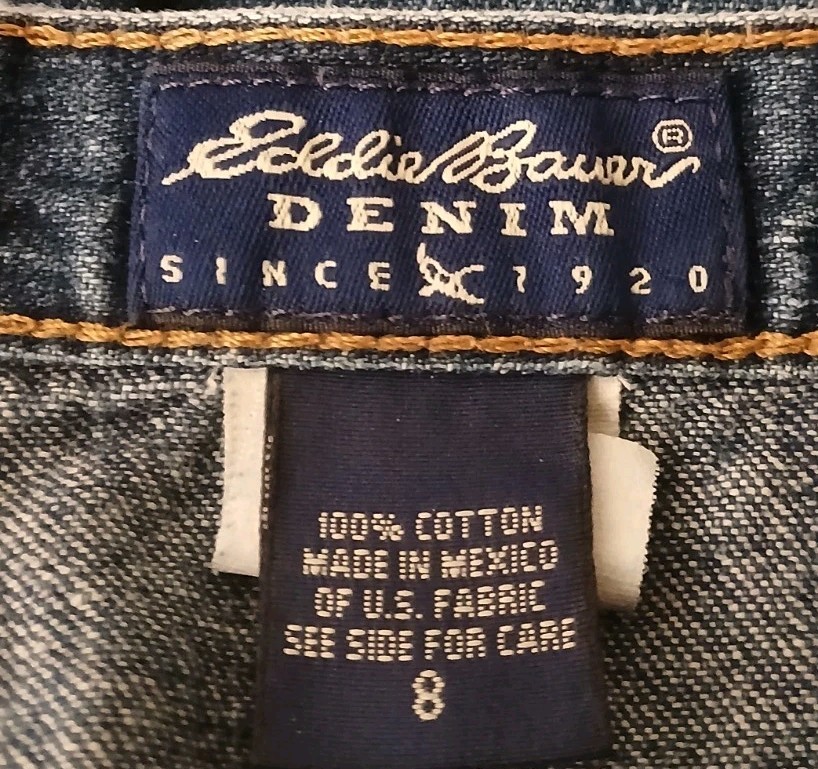 Eddie Bauer®
DENIM
SINCE 1920
100% COTTON
MADE IN MEXICO
OF U.S. FABRIC
SEE SIDE FOR CARE
8